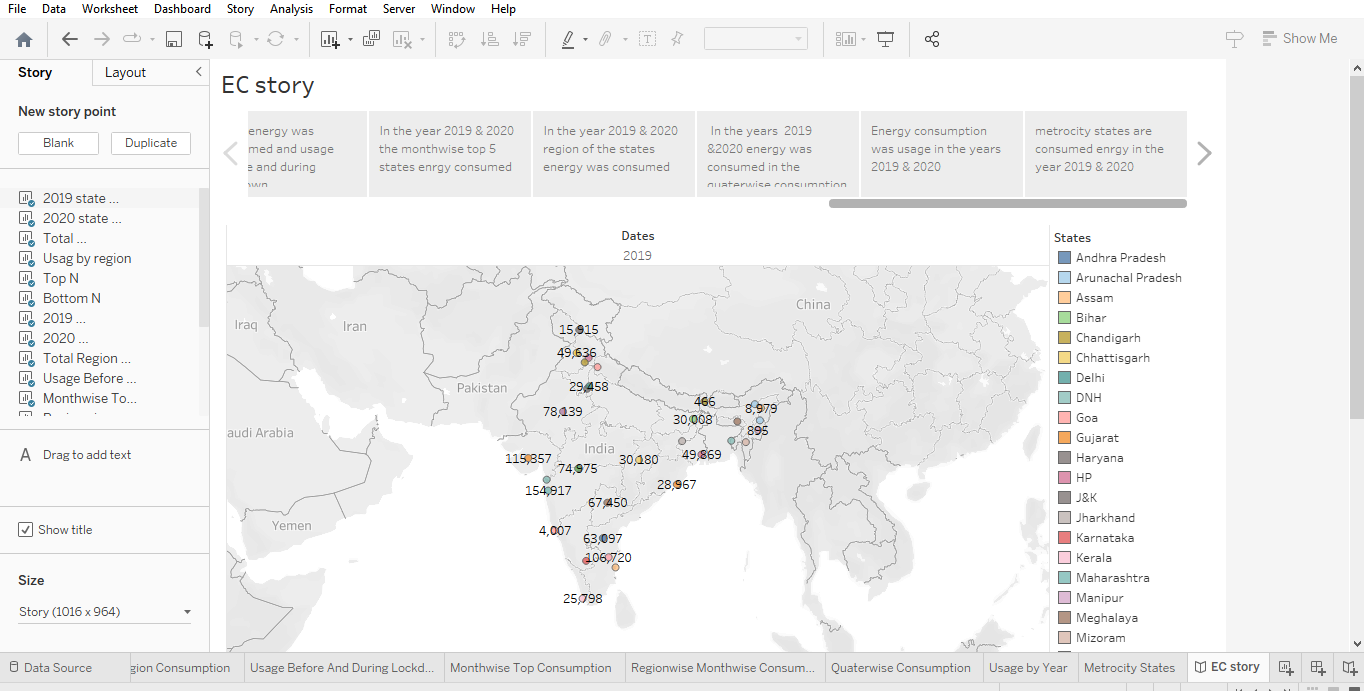 File Data Worksheet Dashboard Story Analysis Format Server Window Help
Show Me
Story Layout
EC story
New story point
Blank Duplicate
energy was
med and usage
e and during
In the year 2019 & 2020
the monthwise top 5
states enrgy consumed
In the year 2019 & 2020
region of the states
energy was consumed
In the years 2019
&2020 energy was
consumed in the
quaterwise consumption
Energy consumption
was usage in the years
2019 & 2020
metrocity states are
consumed enrgy in the
year 2019 & 2020
2019 state ...
2020 state ...
Total ...
Usag by region
Top N
Bottom N
2019 ...
2020 ...
Total Region ...
Usage Before ...
Monthwise To...
A Drag to add text
Show title
Size
Story (1016 x 964)
Dates
2019
China
Iraq
Iran
15,915
49,636
Pakistan
29,458
466
8,979
78,139
30,008
895
audi Arabia
India
115,357
74,975
30,180
49,869
154,917
28,967
67,450
Yemen
4,007
63,097
106,720
25,798
States
Andhra Pradesh
Arunachal Pradesh
Assam
Bihar
Chandigarh
Chhattisgarh
Delhi
DNH
Goa
Gujarat
Haryana
HP
J&K
Jharkhand
Karnataka
Kerala
Maharashtra
Manipur
Meghalaya
Mizoram
Data Source gion Consumption Usage Before And During Lockd... Monthwise Top Consumption Regionwise Monthwise Consum... Quaterwise Consumption Usage by Year Metrocity States EC story